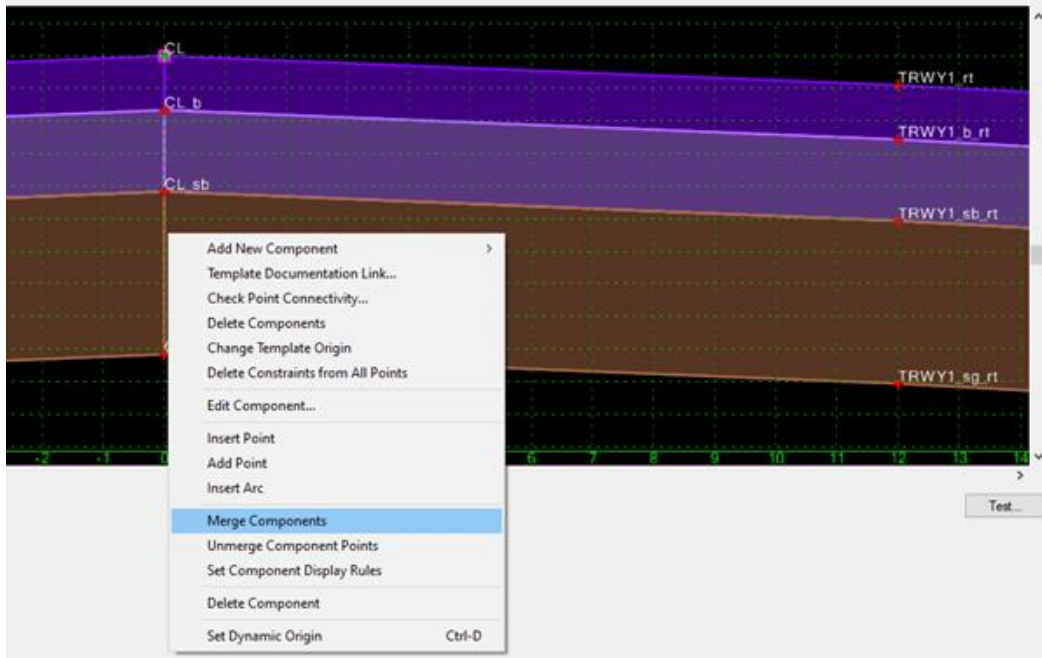 CL
TRWY1_rt
CL_b
TRWY1_b_rt
CL_sb
TRWY1_sb_rt
Add New Component >
Template Documentation Link...
Check Point Connectivity...
Delete Components
Change Template Origin
Delete Constraints from All Points
TRWY1_sg_rt
Edit Component...
Insert Point
Add Point
-2 -1 0 6 7 8 9 10 11 12 13 14
Insert Arc
Test...
Merge Components
Unmerge Component Points
Set Component Display Rules
Delete Component
Set Dynamic Origin Ctrl-D